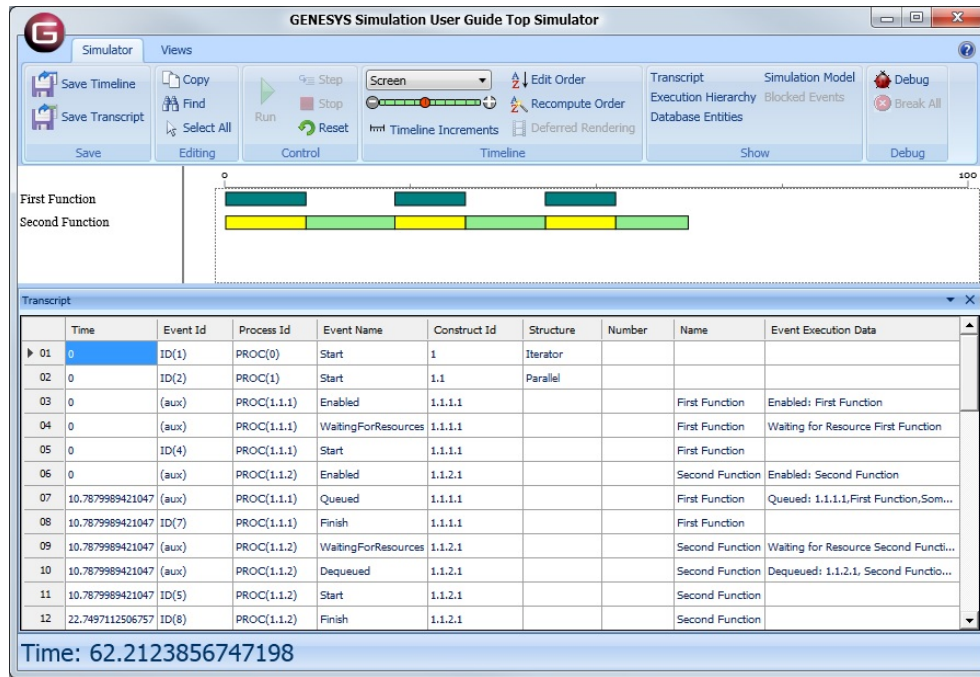 GENESYS Simulation User Guide Top Simulator
G
Simulator Views
Save Timeline Copy Step Screen Edit Order Transcript Simulation Model Debug
Find Run Stop Recompute Order Execution Hierarchy Blocked Events Break All
Save Transcript Select All Reset Timeline Increments Deferred Rendering Database Entities
Save Editing Control Timeline Show Debug
0 100
First Function
Second Function
Transcript
Time Event Id Process Id Event Name Construct Id Structure Number Name Event Execution Data
01 0 ID(1) PROC(0) Start 1 Iterator
02 0 ID(2) PROC(1) Start 1.1 Parallel
03 0 (aux) PROC(1.1.1) Enabled 1.1.1.1 First Function Enabled: First Function
04 0 (aux) PROC(1.1.1) WaitingForResources 1.1.1.1 First Function Waiting for Resource First Function
05 0 ID(4) PROC(1.1.1) Start 1.1.1.1 First Function
06 0 (aux) PROC(1.1.2) Enabled 1.1.2.1 Second Function Enabled: Second Function
07 10.7879989421047 (aux) PROC(1.1.1) Queued 1.1.1.1 First Function Queued: 1.1.1.1,First Function,Som...
08 10.7879989421047 ID(7) PROC(1.1.1) Finish 1.1.1.1 First Function
09 10.7879989421047 (aux) PROC(1.1.2) WaitingForResources 1.1.2.1 Second Function Waiting for Resource Second Functi...
10 10.7879989421047 (aux) PROC(1.1.2) Dequeued 1.1.2.1 Second Function Dequeued: 1.1.2.1, Second Functio...
11 10.7879989421047 ID(5) PROC(1.1.2) Start 1.1.2.1 Second Function
12 22.7497112506757 ID(8) PROC(1.1.2) Finish 1.1.2.1 Second Function
Time: 62.2123856747198